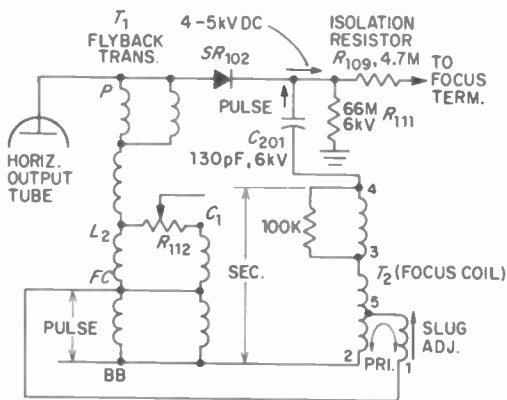 T1
FLYBACK
TRANS.
4-5kV DC
ISOLATION
RESISTOR
R109, 4.7M
SR102
TO
FOCUS
TERM.
P
PULSE
66M
6kV
R111
C201
130pF, 6kV
HORIZ.
OUTPUT
TUBE
4
100K
L2
C1
R112
3
SEC.
T2 (FOCUS COIL)
FC
5
PULSE
SLUG
ADJ.
2
PRI.
1
BB